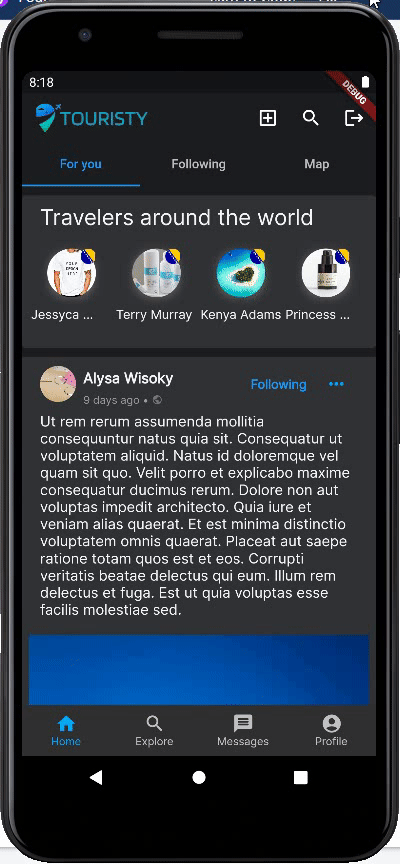 8:18
DEBUG
TOURISTY
For you
Following
Map
Travelers around the world
YOUR
DESIGN
HERE
Jessyca ...
Terry Murray
Kenya Adams
Princess ...
Alysa Wisoky
Following
9 days ago •
Ut rem rerum assumenda mollitia
consequuntur natus quia sit. Consequatur ut
voluptatem aliquid. Natus id doloremque vel
quam sit quo. Velit porro et explicabo maxime
consequatur ducimus rerum. Dolore non aut
voluptas impedit architecto. Quia iure et
veniam alias quaerat. Et est minima distinctio
voluptatem omnis quaerat. Placeat aut saepe
ratione totam quos est et eos. Corrupti
veritatis beatae delectus qui eum. Illum rem
delectus et fuga. Est ut quia voluptas esse
facilis molestiae sed.
Home
Explore
Messages
Profile